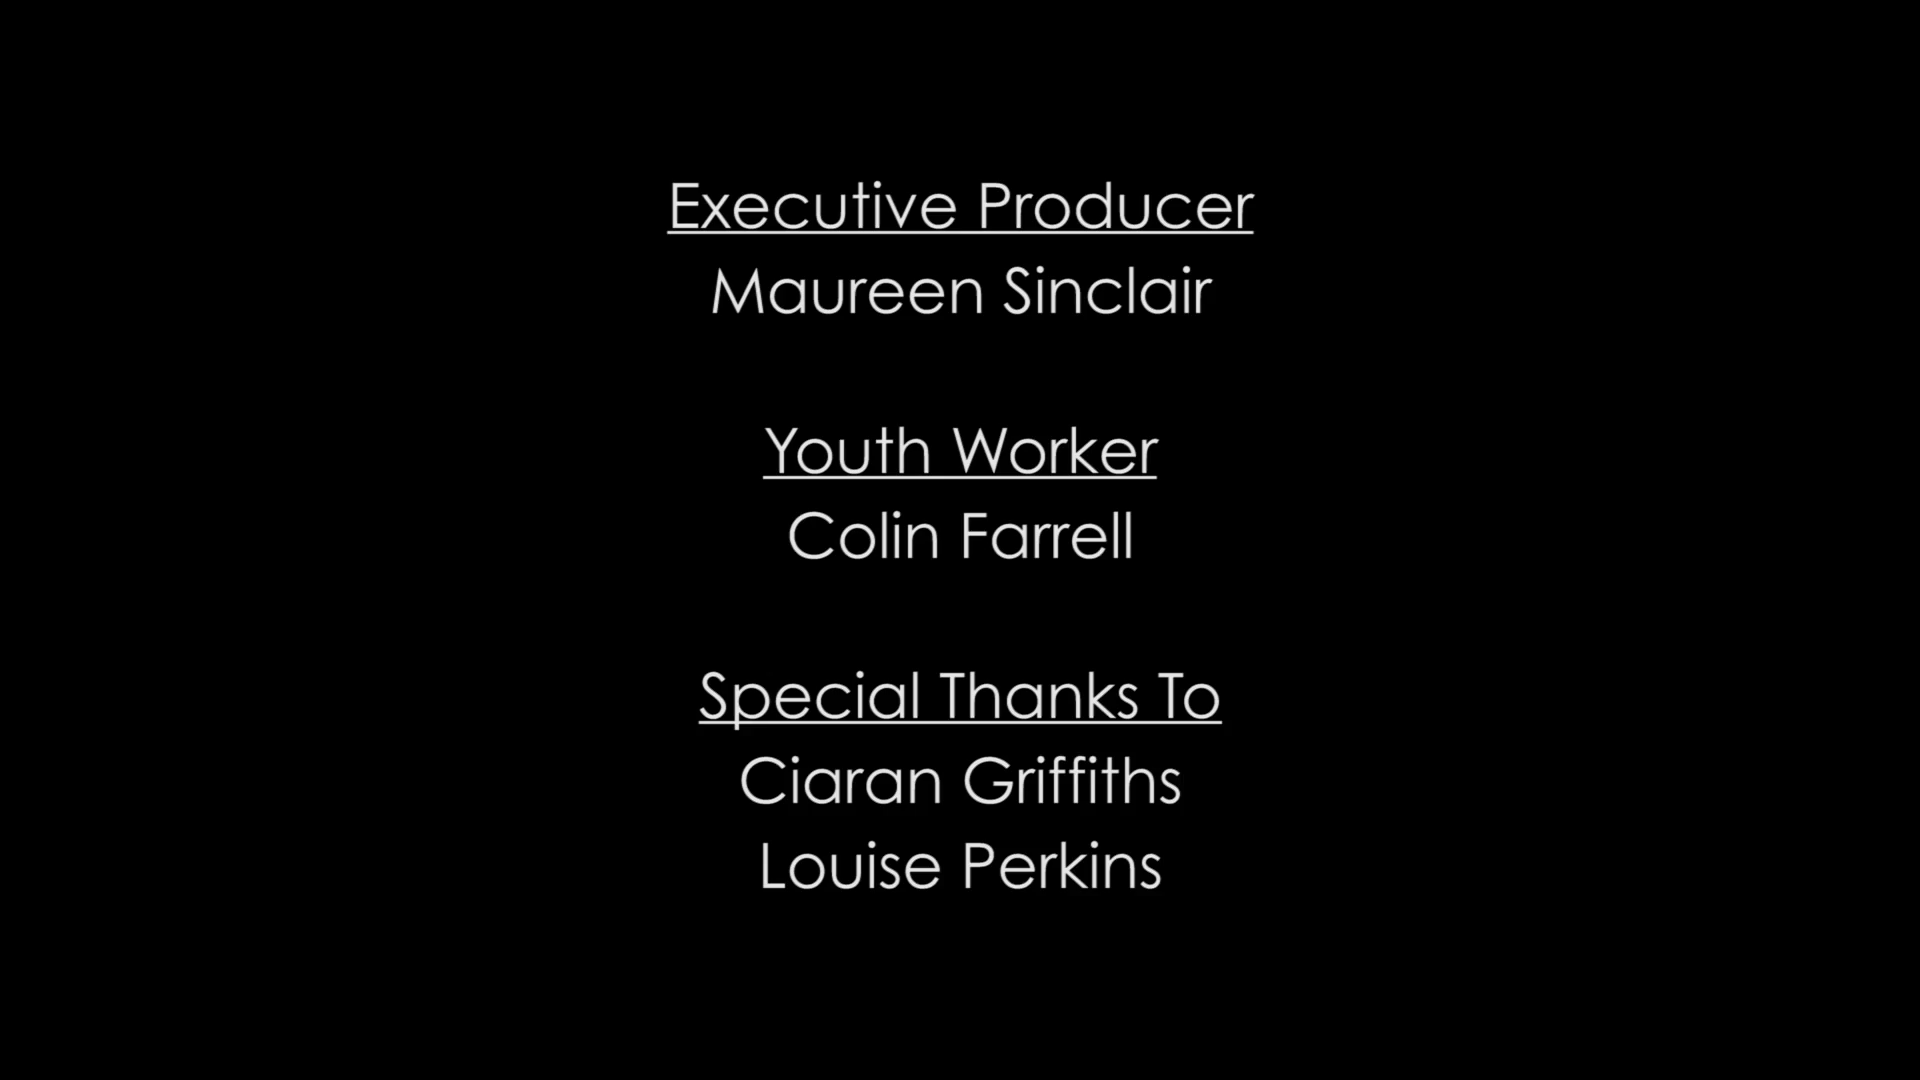 Executive Producer
Maureen Sinclair
Youth Worker
Colin Farrell
Special Thanks To
Ciaran Griffiths
Louise Perkins